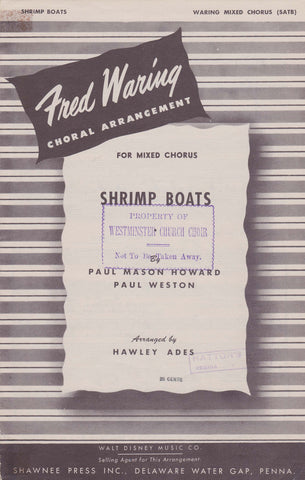 SHRIMP BOATS
WARING MIXED CHORUS (SATB)
Fred Waring
CHORAL ARRANGEMENT
FOR MIXED CHORUS
SHRIMP BOATS
PROPERTY OF
WESTMINSTER CHURCH CHOIR
Not To Be Taken Away.
By
PAUL MASON HOWARD
PAUL WESTON
Arranged by
HAWLEY ADES
25 CENTS
WALT DISNEY MUSIC CO.
Selling Agent for This Arrangement:
SHAWNEE PRESS INC., DELAWARE WATER GAP, PENNA.